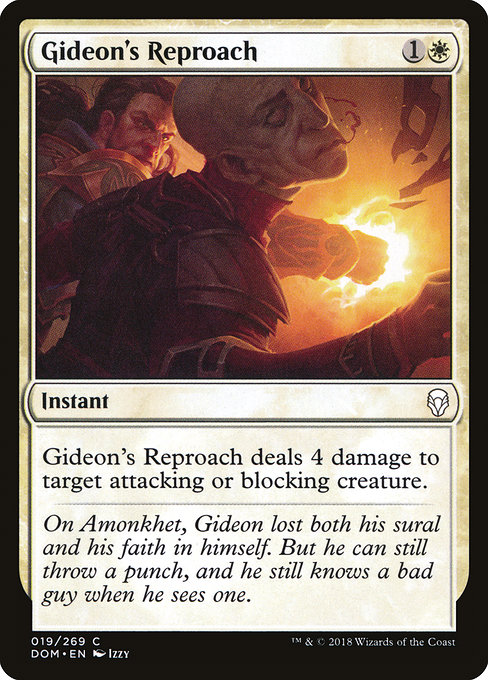 Gideon's Reproach 1
Instant
Gideon's Reproach deals 4 damage to
target attacking or blocking creature.
On Amonkhet, Gideon lost both his sural
and his faith in himself. But he can still
throw a punch, and he still knows a bad
guy when he sees one.
019/269 C
DOM • EN Izzy
™ & © 2018 Wizards of the Coast